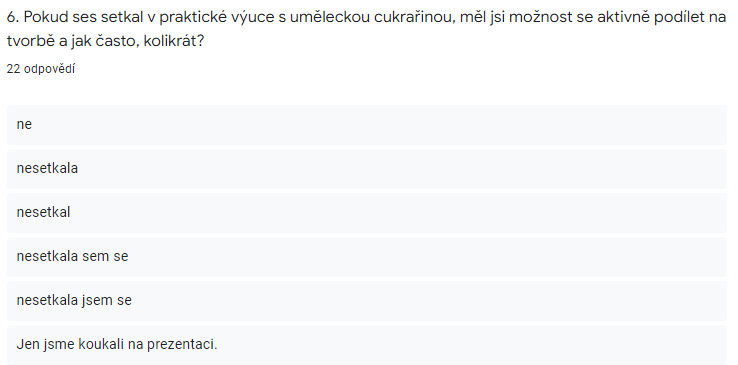 6. Pokud ses setkal v praktické výuce s uměleckou cukrařinou, měl jsi možnost se aktivně podílet na
tvorbě a jak často, kolikrát?
22 odpovědí
ne
nesetkala
nesetkal
nesetkala sem se
nesetkala jsem se
Jen jsme koukali na prezentaci.